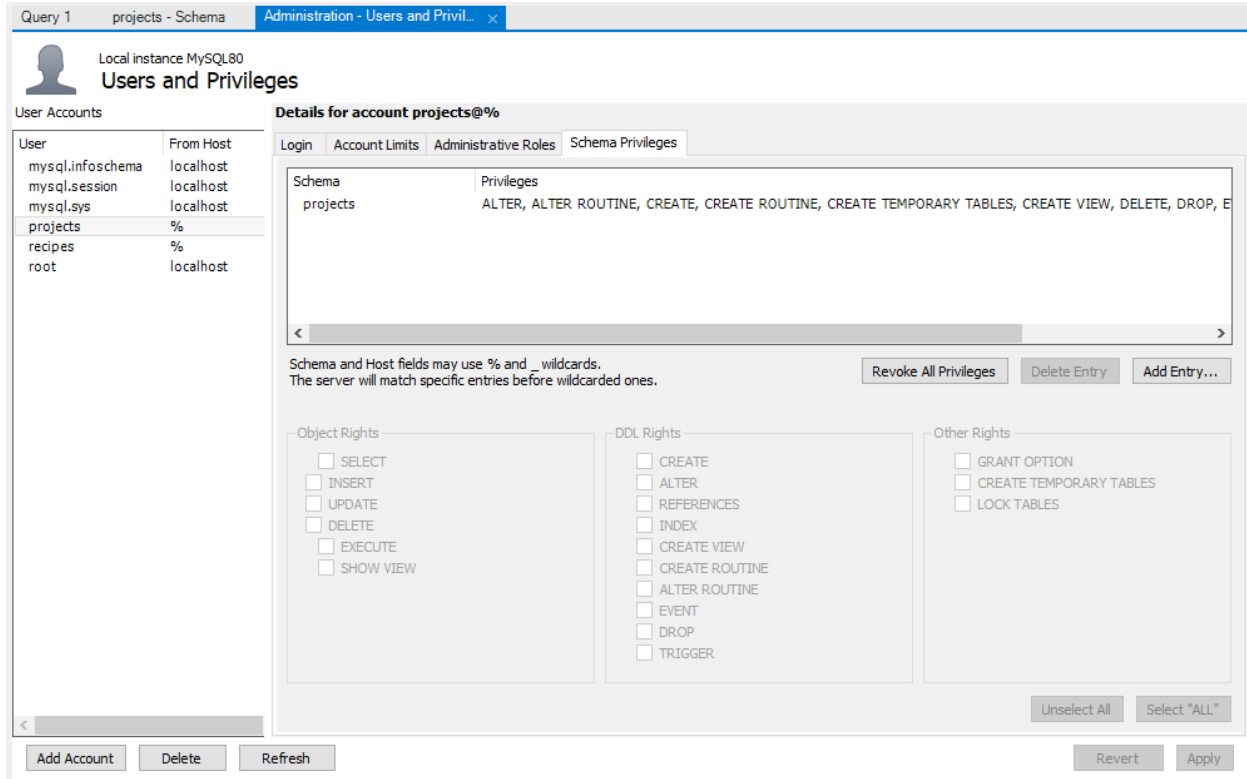 Query 1 projects - Schema Administration - Users and Privil...
Local instance MySQL80
Users and Privileges
User Accounts
User From Host
mysql.infoschema localhost
mysql.session localhost
mysql.sys localhost
projects %
recipes %
root localhost
Details for account projects@%
Login Account Limits Administrative Roles Schema Privileges
Schema Privileges
projects ALTER, ALTER ROUTINE, CREATE, CREATE ROUTINE, CREATE TEMPORARY TABLES, CREATE VIEW, DELETE, DROP,
Schema and Host fields may use % and _ wildcards.
The server will match specific entries before wildcarded ones.
Revoke All Privileges Delete Entry Add Entry...
Object Rights
SELECT
INSERT
UPDATE
DELETE
EXECUTE
SHOW VIEW
DDL Rights
CREATE
ALTER
REFERENCES
INDEX
CREATE VIEW
CREATE ROUTINE
ALTER ROUTINE
EVENT
DROP
TRIGGER
Other Rights
GRANT OPTION
CREATE TEMPORARY TABLES
LOCK TABLES
Unselect All Select "ALL"
Add Account Delete Refresh Revert Apply